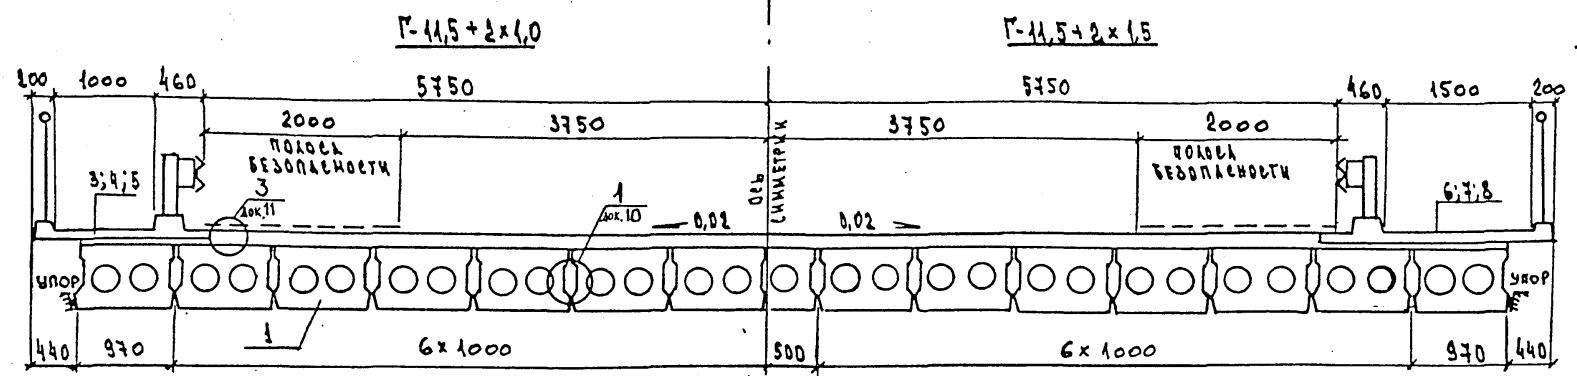 Г-11,5+2×1,0
Г-11,5+2×1,5
200 1000 460 5750 5750 460 1500 200
2000 3750 3750 2000
ПОЛОСА
БЕЗОПАСНОСТИ
ПОЛОСА
БЕЗОПАСНОСТИ
ОСЬ
СИММЕТРИИ
3;4;5
3
док.11
1
док.10
0,02
0,02
6;7;8
УПОР
УПОР
1
440 970 6×1000 500 6×1000 970 440